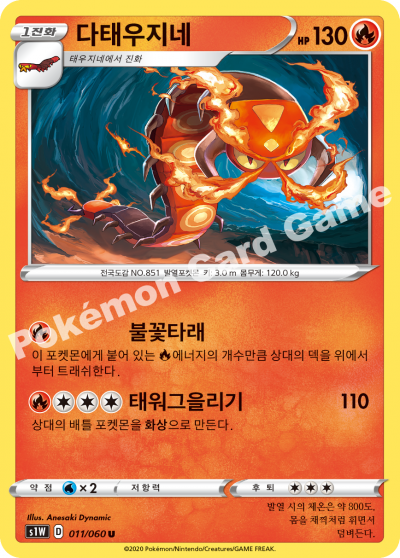 1진화
다태우지네
HP 130
태우지네에서 진화
전국도감 NO.851 발열포켓몬 키: 3.0 m 몸무게: 120.0 kg
Pokémon Card Game
불꽃타래
이 포켓몬에게 붙어 있는 에너지의 개수만큼 상대의 덱을 위에서
부터 트래쉬한다.
태워그을리기 110
상대의 배틀 포켓몬을 화상으로 만든다.
약점 ×2 저항력 후퇴
Illus. Anesaki Dynamic
s1W D 011/060 U
발열 시의 체온은 약 800도.
몸을 채찍처럼 휘면서
덤벼든다.
©2020 Pokémon/Nintendo/Creatures/GAME FREAK.